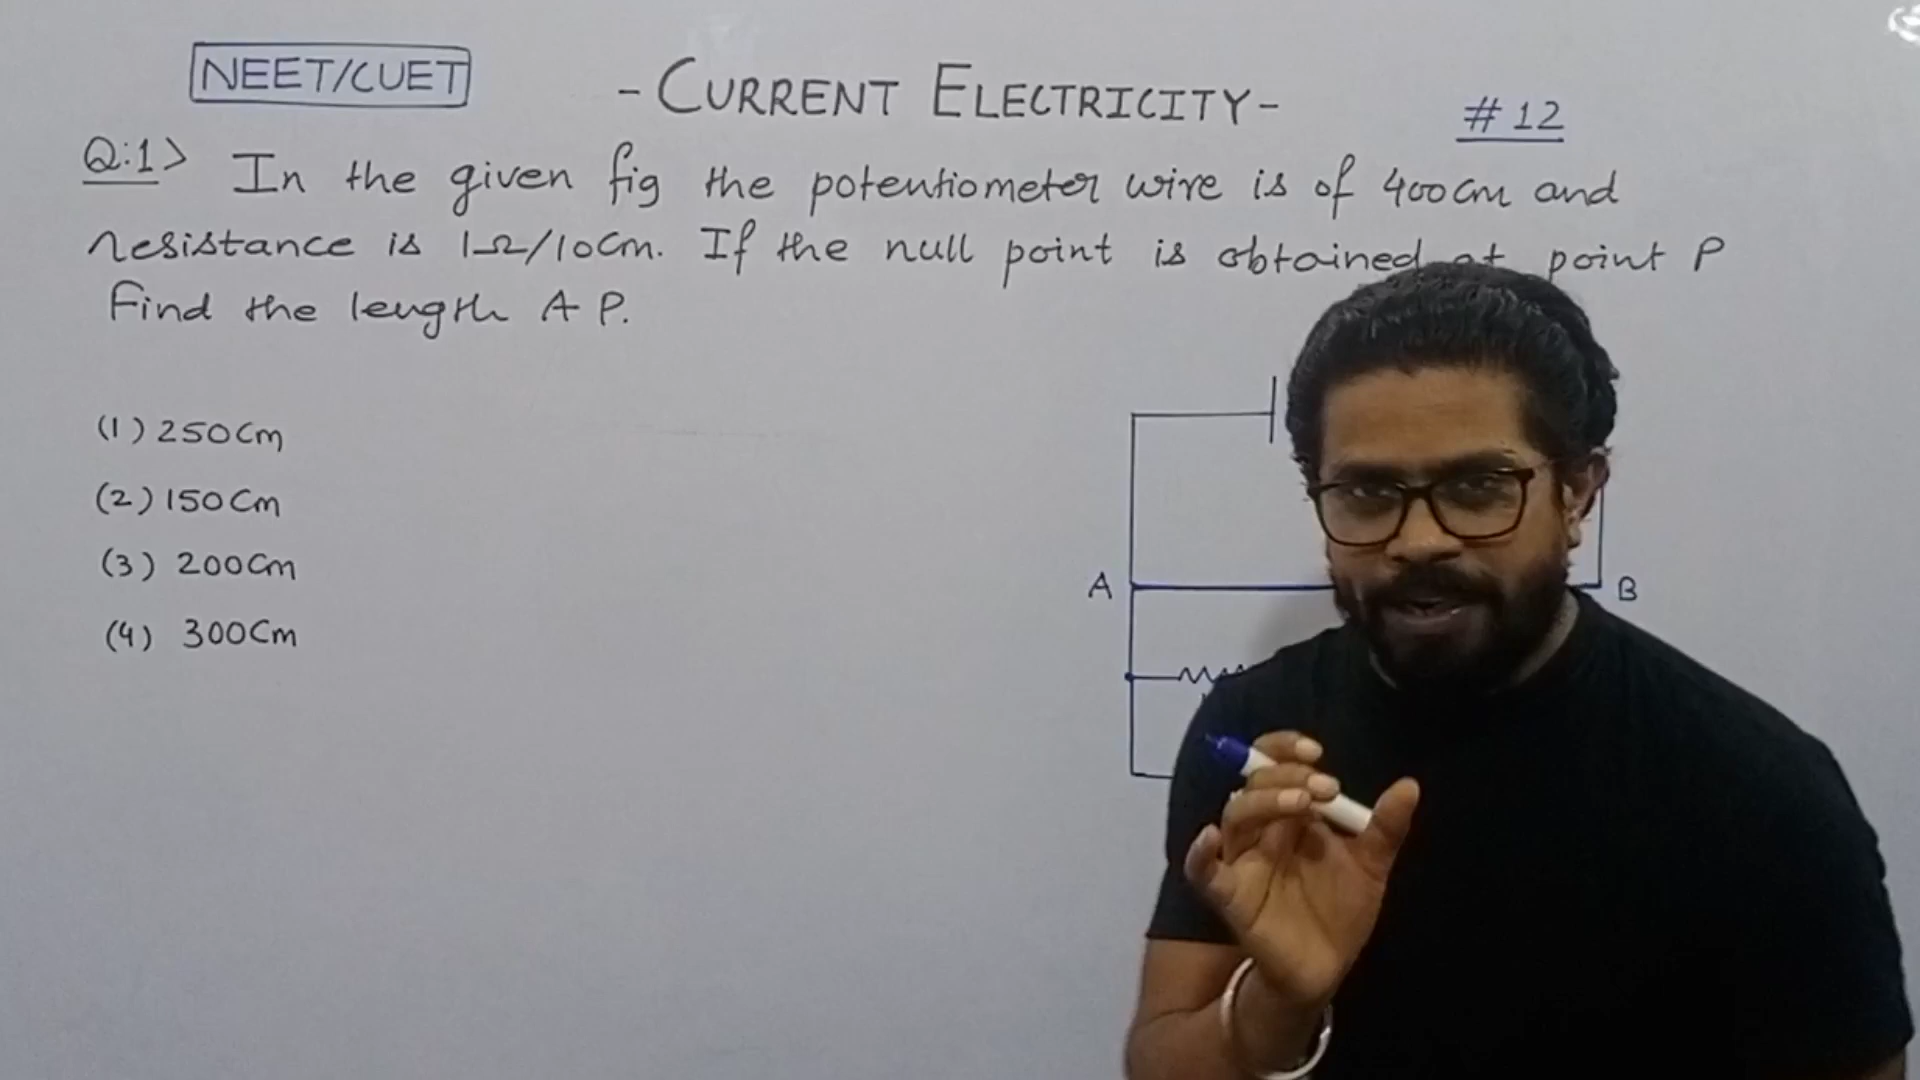 NEET/CUET
- CURRENT ELECTRICITY -
# 12
Q:1> In the given fig the potentiometer wire is of 400cm and
resistance is 1Ω/10cm. If the null point is obtained at point P
Find the length A P.
(1) 250Cm
(2) 150Cm
(3) 200Cm
(4) 300Cm
A
B